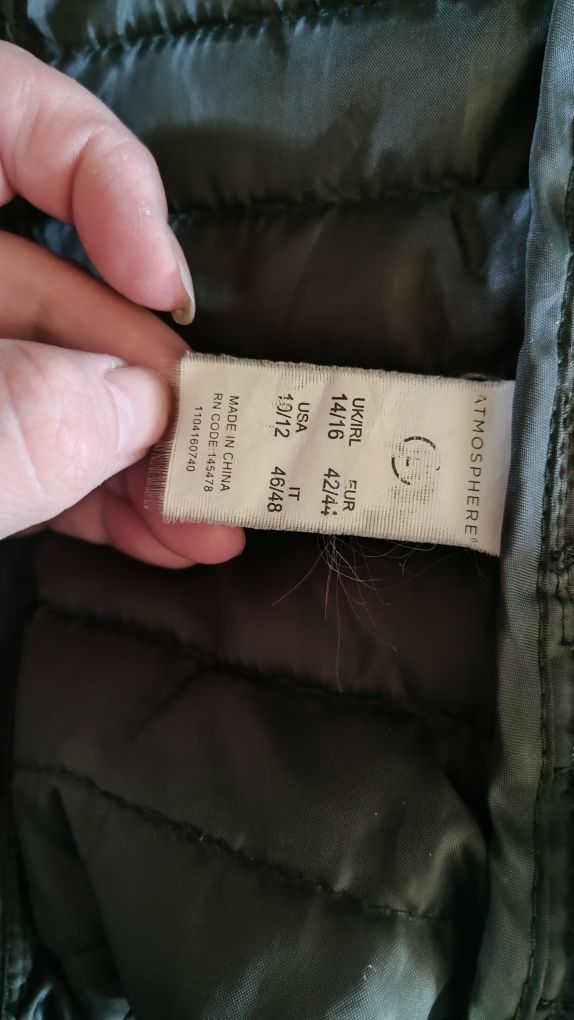 ATMOSPHERE
UK/IRL EUR
14/16 42/44
USA IT
10/12 46/48
MADE IN CHINA
RN CODE:145478
1104160740